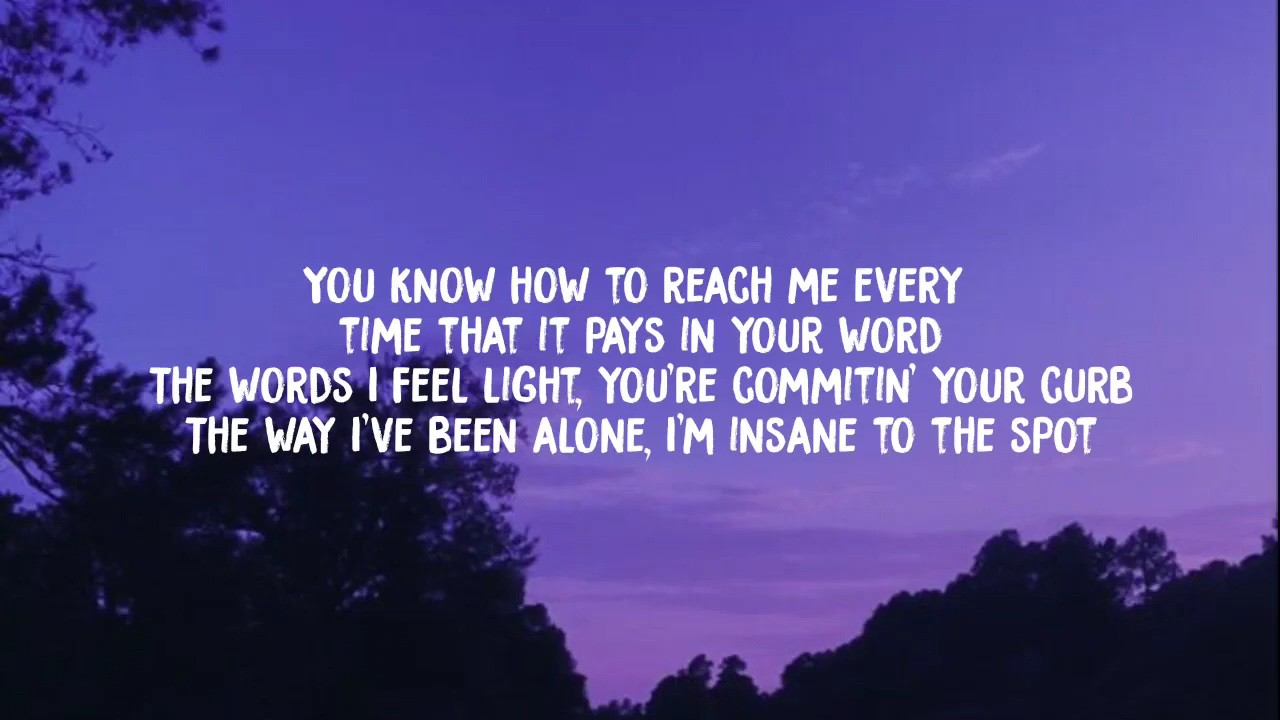 YOU KNOW HOW TO REACH ME EVERY
TIME THAT IT PAYS IN YOUR WORD
THE WORDS I FEEL LIGHT, YOU'RE COMMITIN' YOUR CURB
THE WAY I'VE BEEN ALONE, I'M INSANE TO THE SPOT